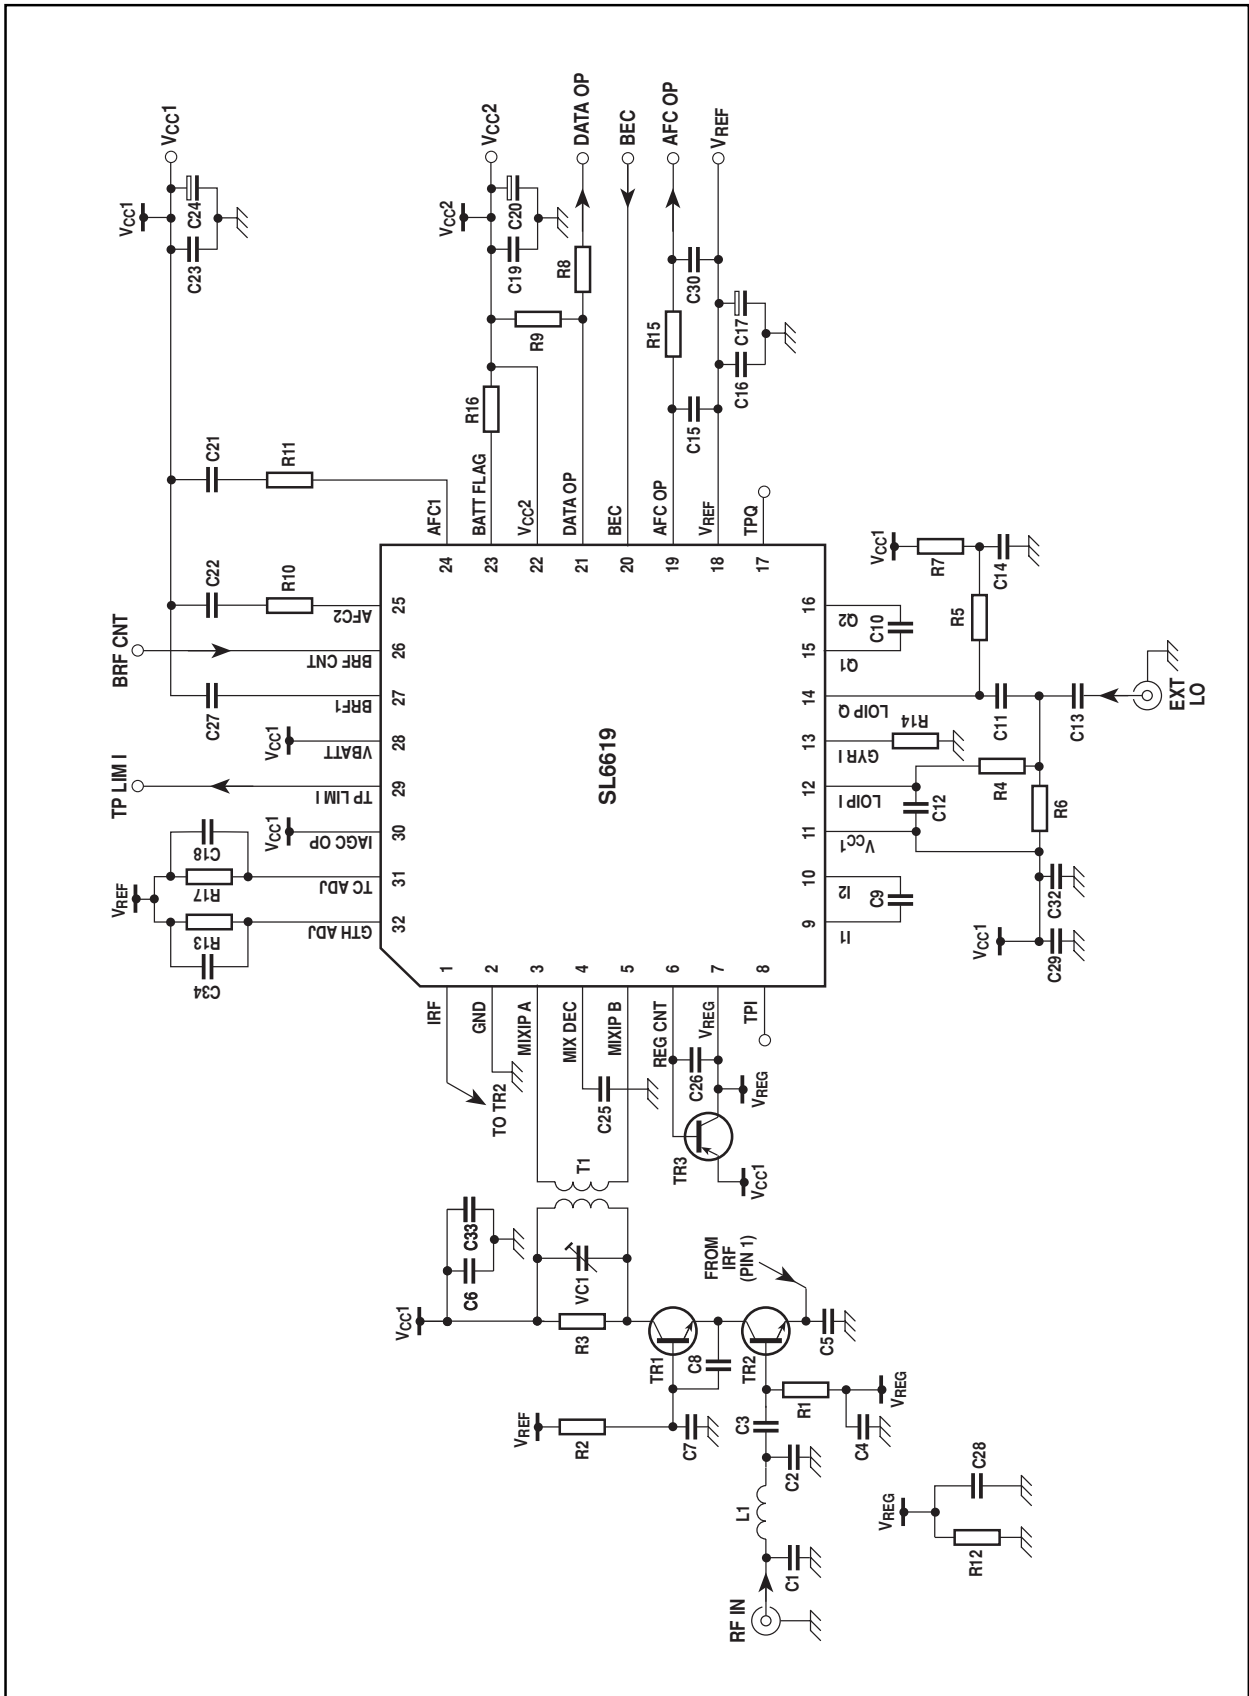 BRF CNT
TP LIM I
VCC1
VCC1
C23
C24
VREF
C34
R13
R17
C18
VCC1
VCC1
C27
C22
R10
C21
R11
VCC2
VCC2
C19
C20
R16
R9
R8
DATA OP
BEC
AFC OP
VREF
R15
C15
C30
C16
C17
GTH ADJ
32
TC ADJ
31
IAGC OP
30
TP LIM I
29
VBATT
28
BRF1
27
BRF CNT
26
AFC2
25
AFC1
24
BATT FLAG
23
VCC2
22
DATA OP
21
BEC
20
AFC OP
19
VREF
18
TPQ
17
SL6619
IRF
1
GND
2
MIXIP A
3
MIX DEC
4
MIXIP B
5
REG CNT
6
VREG
7
TPI
8
9
I1
10
I2
11
VCC1
12
LOIP I
13
GYR I
14
LOIP Q
15
Q1
16
Q2
C9
C12
R14
C10
R4
R6
C11
C13
R5
R7
C14
VCC1
VCC1
C29
C32
EXT
LO
TO TR2
C25
C26
TR3
VREG
VCC1
T1
VCC1
C6
C33
VC1
R3
TR1
C8
TR2
FROM
IRF
(PIN 1)
C5
VREF
R2
C7
C3
R1
C4
VREG
C2
L1
C1
RF IN
VREG
R12
C28